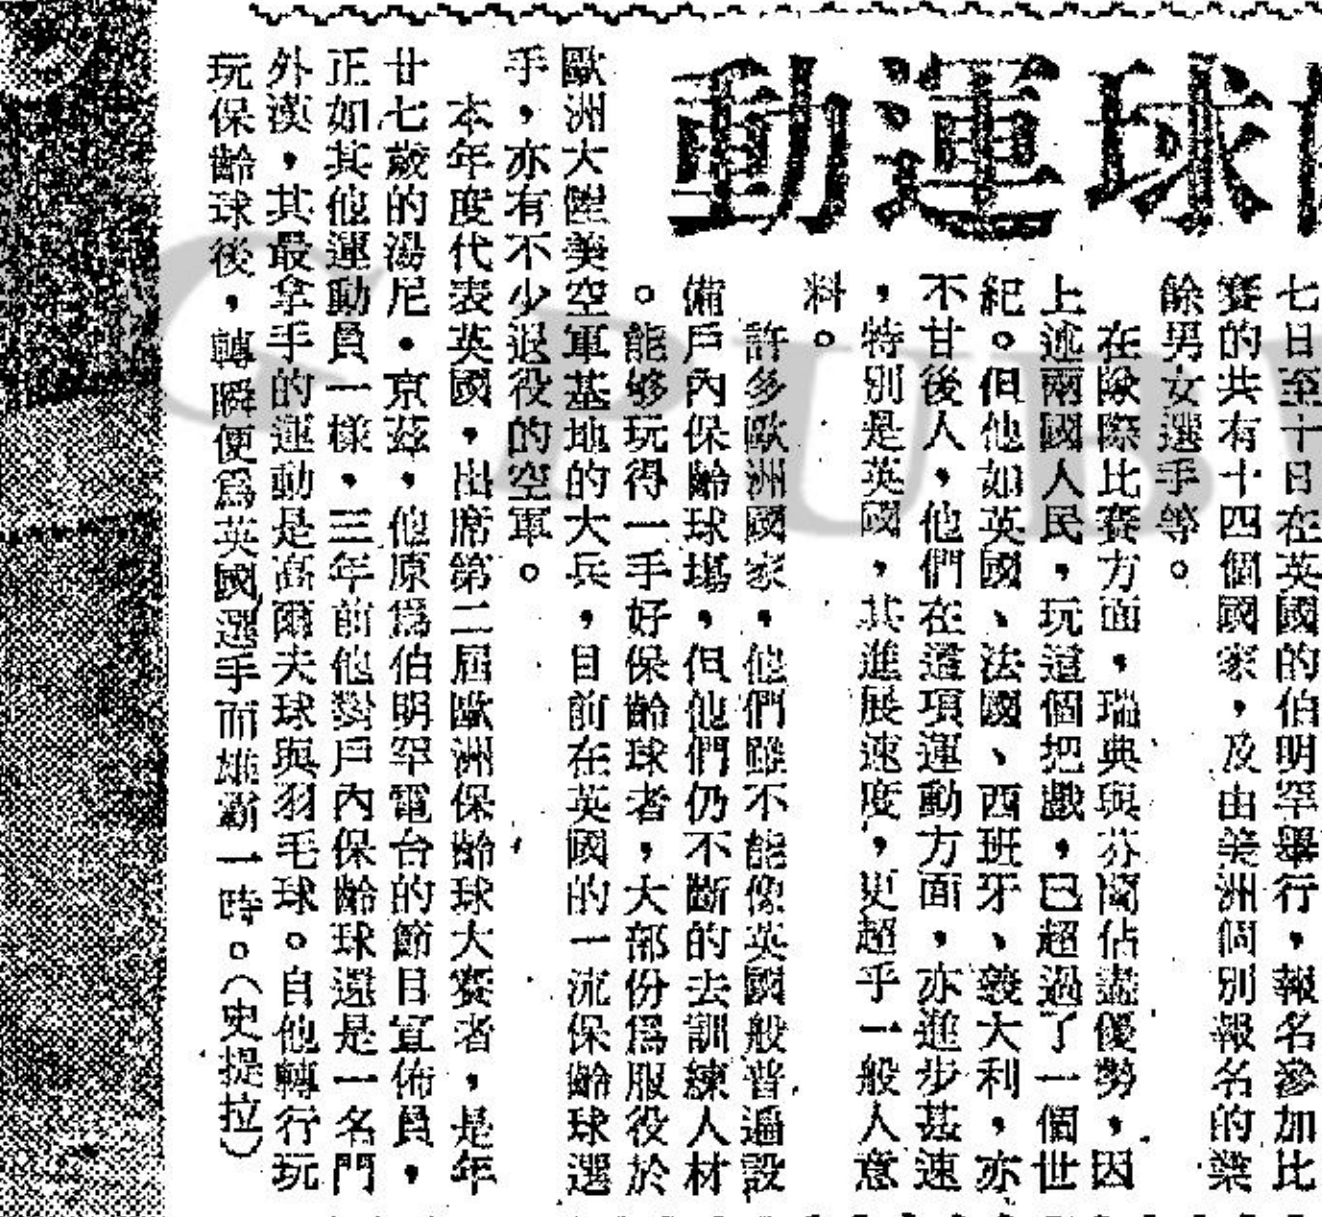 動運球
七日至十日在英國的伯明罕舉行，報名參加比
賽的共有十四個國家，及由美洲個別報名的業
餘男女選手等。
在隊際比賽方面，瑞典與芬蘭佔盡優勢，因
上述兩國人民，玩這個把戲，已超過了一個世
紀。但他如英國、法國、西班牙、義大利，亦
不甘後人，他們在這項運動方面，亦進步甚速
，特別是英國，其進展速度，更超乎一般人意
料。
許多歐洲國家，他們雖不能像英國般普遍設
備戶內保齡球場，但他們仍不斷的去訓練人材
。能够玩得一手好保齡球者，大部份爲服役於
歐洲大陸美空軍基地的大兵，目前在英國的一流保齡球選
手，亦有不少退役的空軍。
本年度代表英國，出席第二屆歐洲保齡球大賽者，是年
廿七歲的湯尼・京茲，他原爲伯明罕電台的節目宣佈員，
正如其他運動員一樣，三年前他對戶內保齡球還是一名門
外漢，其最拿手的運動是高爾夫球與羽毛球。自他轉行玩
玩保齡球後，轉瞬便爲英國選手而雄霸一時。（史提拉）
PUB